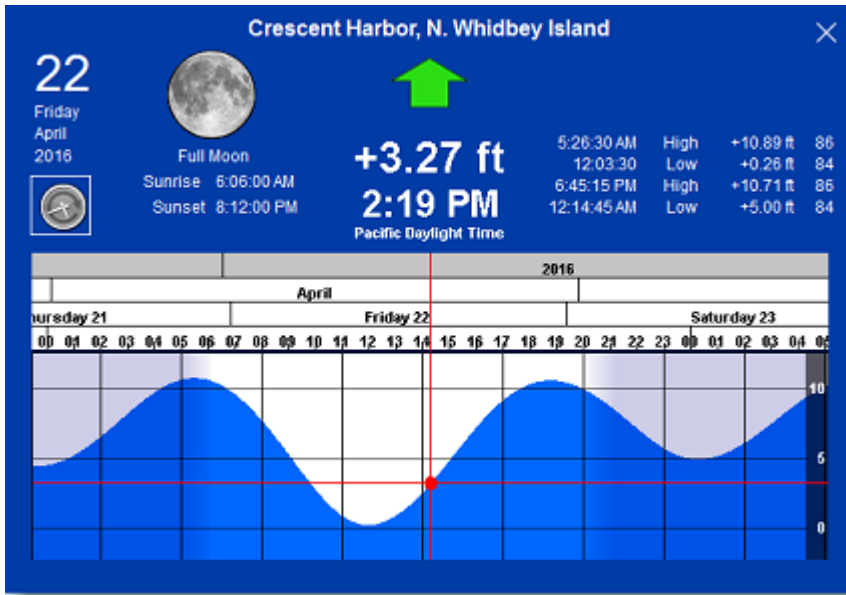 Crescent Harbor, N. Whidbey Island
22
Friday
April
2016
Full Moon
Sunrise 6:06:00 AM
Sunset 8:12:00 PM
+3.27 ft
2:19 PM
Pacific Daylight Time
5:26:30 AM High +10.89 ft 86
12:03:30 Low +0.26 ft 84
6:45:15 PM High +10.71 ft 86
12:14:45 AM Low +5.00 ft 84
2016
April
ursday 21 Friday 22 Saturday 23
00 01 02 03 04 05 06 07 08 09 10 11 12 13 14 15 16 17 18 19 20 21 22 23 00 01 02 03 04 05
10
5
0